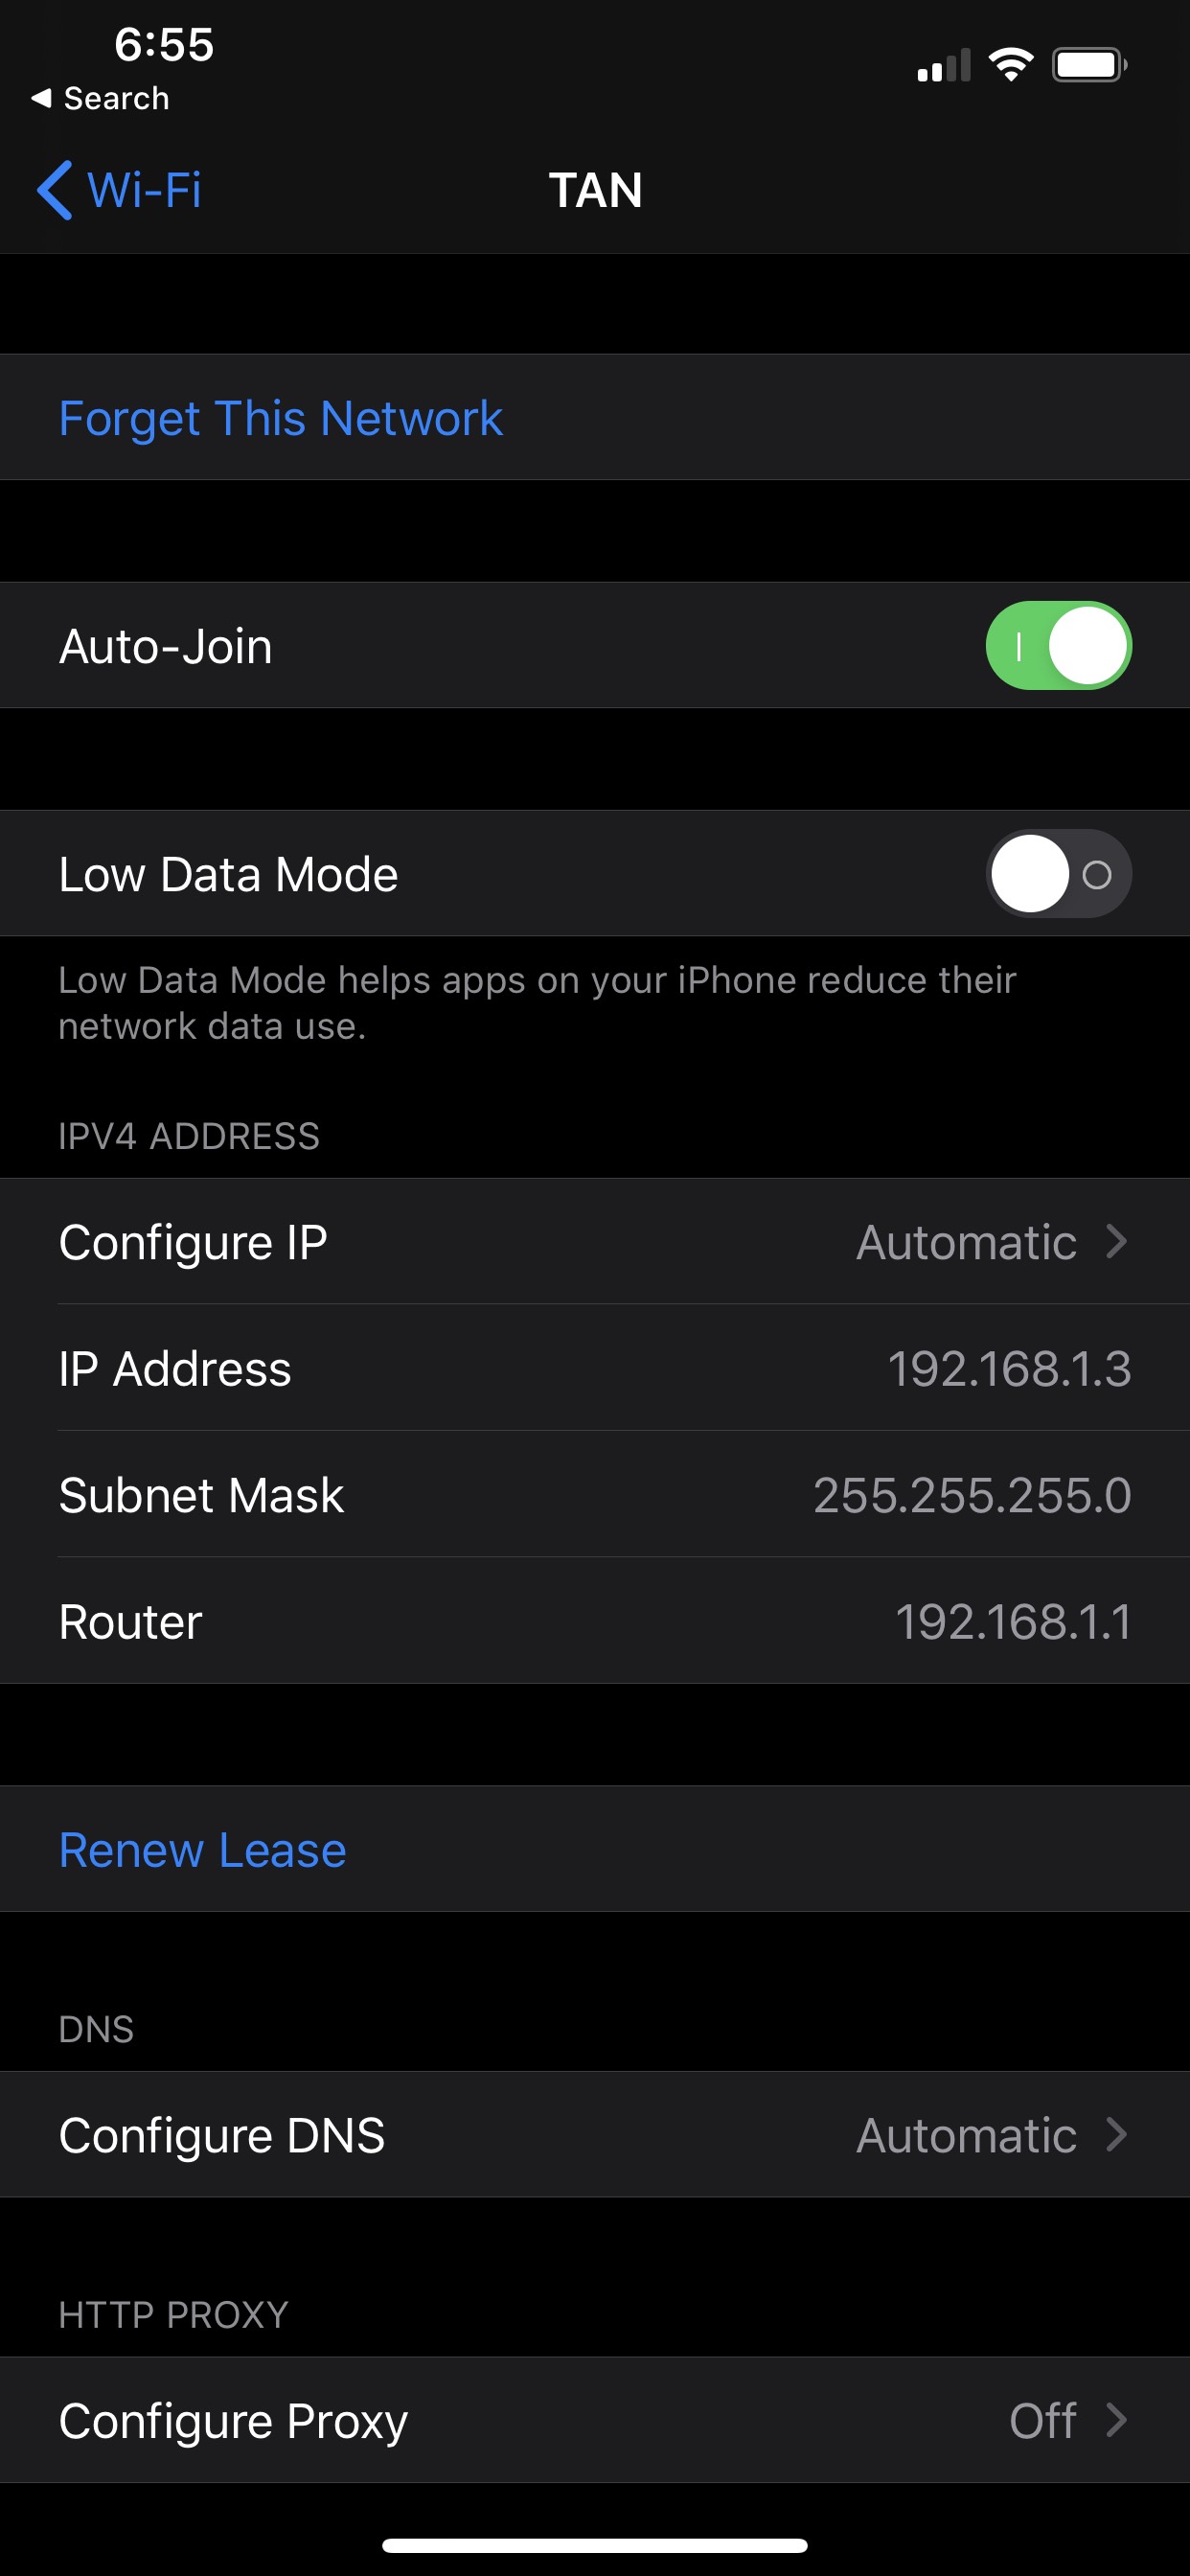 6:55
Search
Wi-Fi
TAN
Forget This Network
Auto-Join
Low Data Mode
Low Data Mode helps apps on your iPhone reduce their
network data use.
IPV4 ADDRESS
Configure IP Automatic
IP Address 192.168.1.3
Subnet Mask 255.255.255.0
Router 192.168.1.1
Renew Lease
DNS
Configure DNS Automatic
HTTP PROXY
Configure Proxy Off